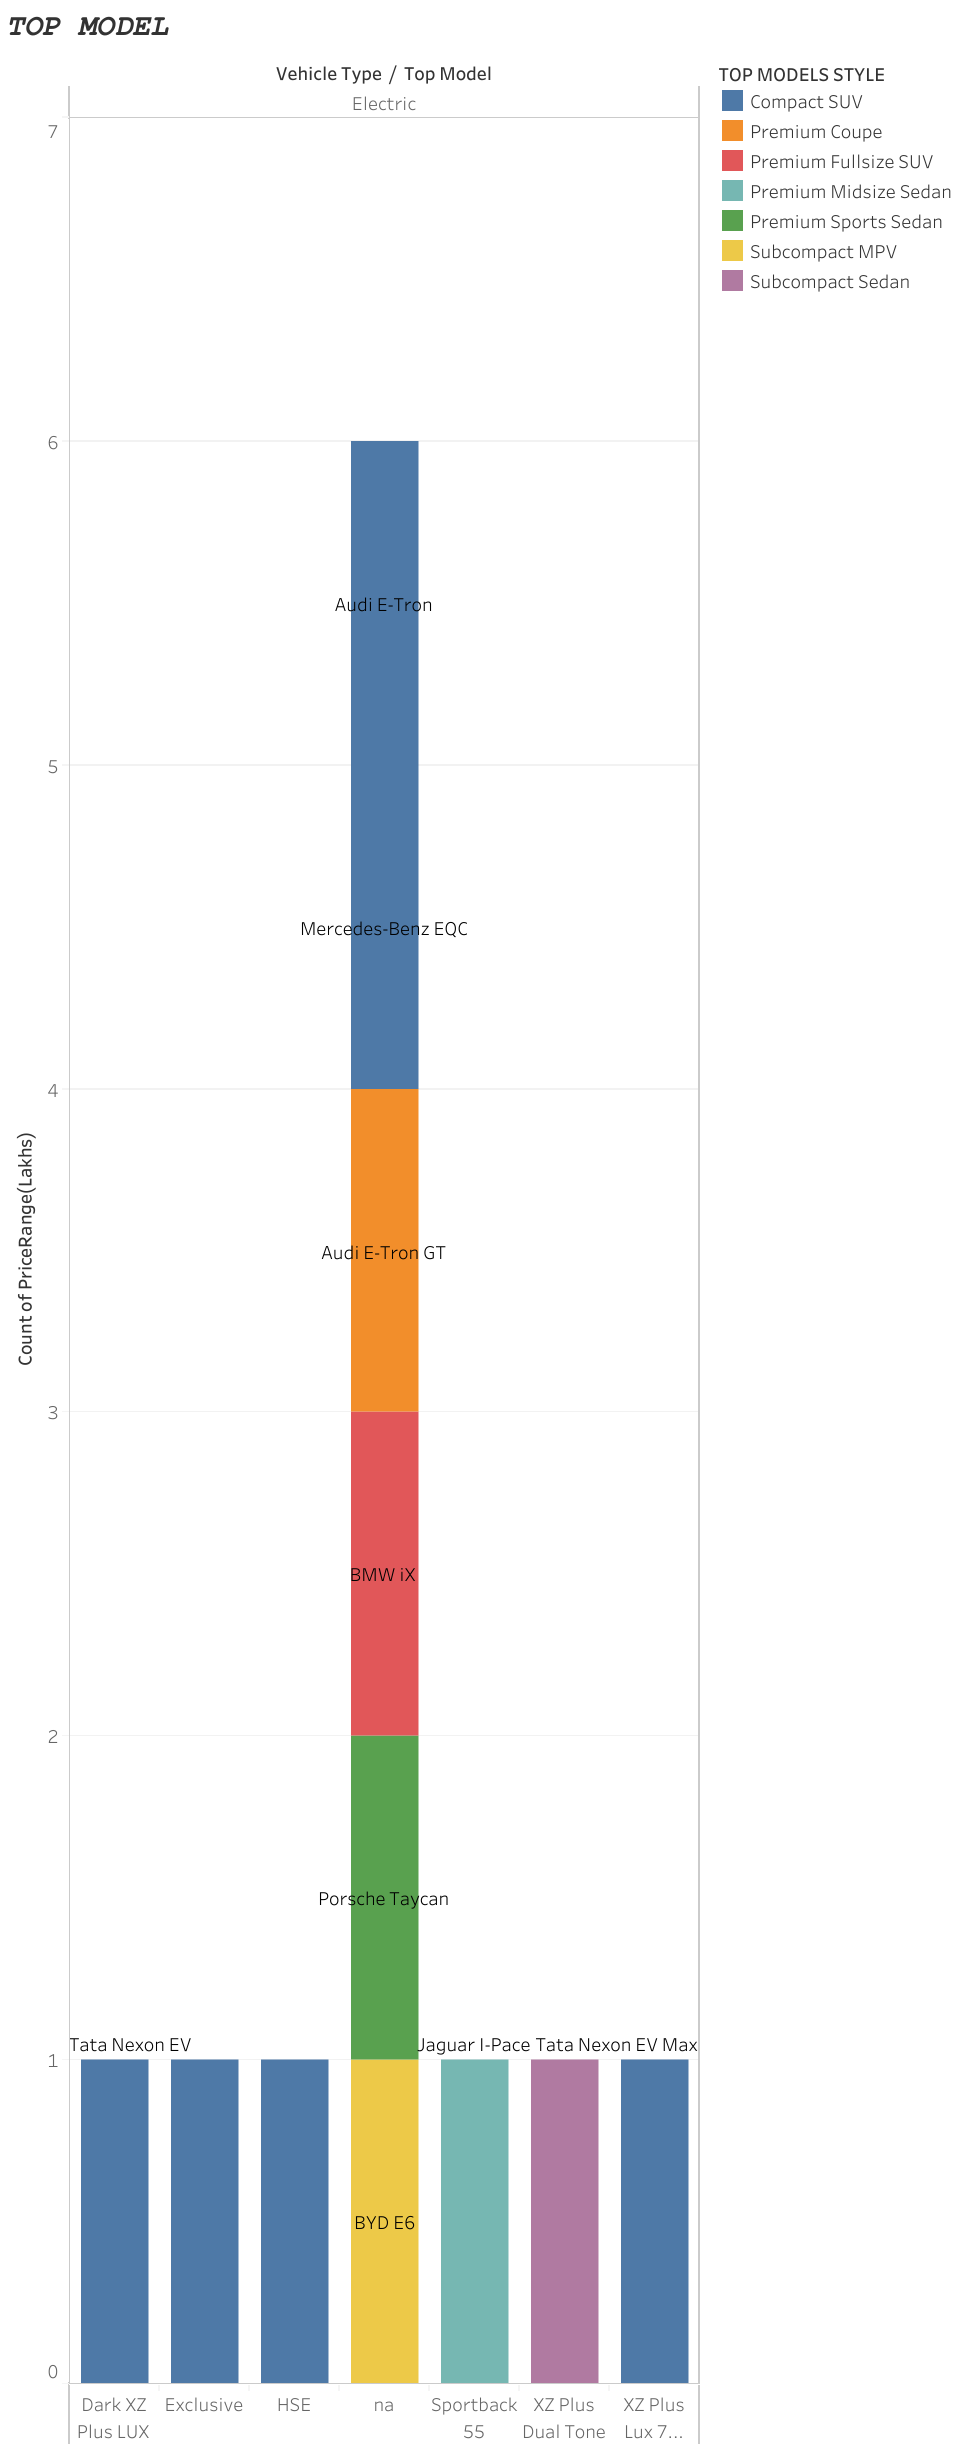 TOP MODEL
Vehicle Type / Top Model
Electric
TOP MODELS STYLE
Compact SUV
Premium Coupe
Premium Fullsize SUV
Premium Midsize Sedan
Premium Sports Sedan
Subcompact MPV
Subcompact Sedan
7
6
5
4
3
2
1
0
Count of PriceRange(Lakhs)
Audi E-Tron
Mercedes-Benz EQC
Audi E-Tron GT
BMW iX
Porsche Taycan
Tata Nexon EV
Jaguar I-Pace Tata Nexon EV Max
BYD E6
Dark XZ
Plus LUX
Exclusive
HSE
na
Sportback
55
XZ Plus
Dual Tone
XZ Plus
Lux 7...